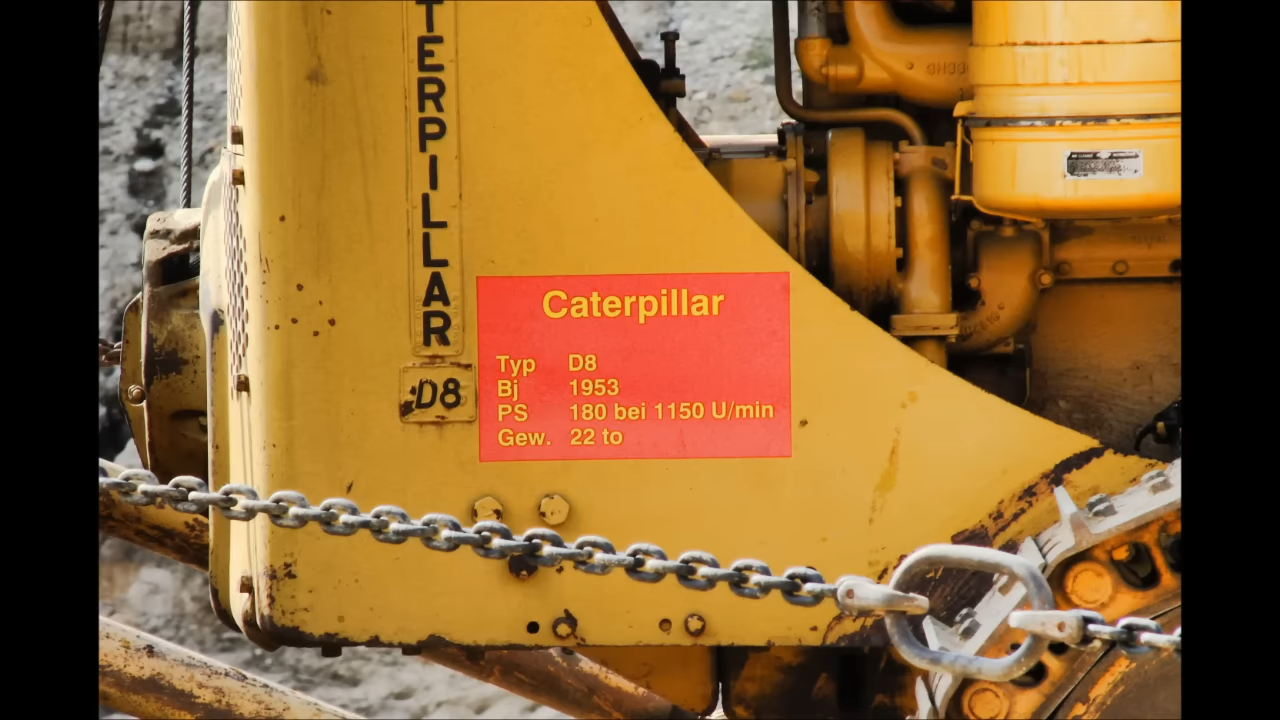 TERPILLAR
D8
Caterpillar
Typ D8
Bj 1953
PS 180 bei 1150 U/min
Gew. 22 to